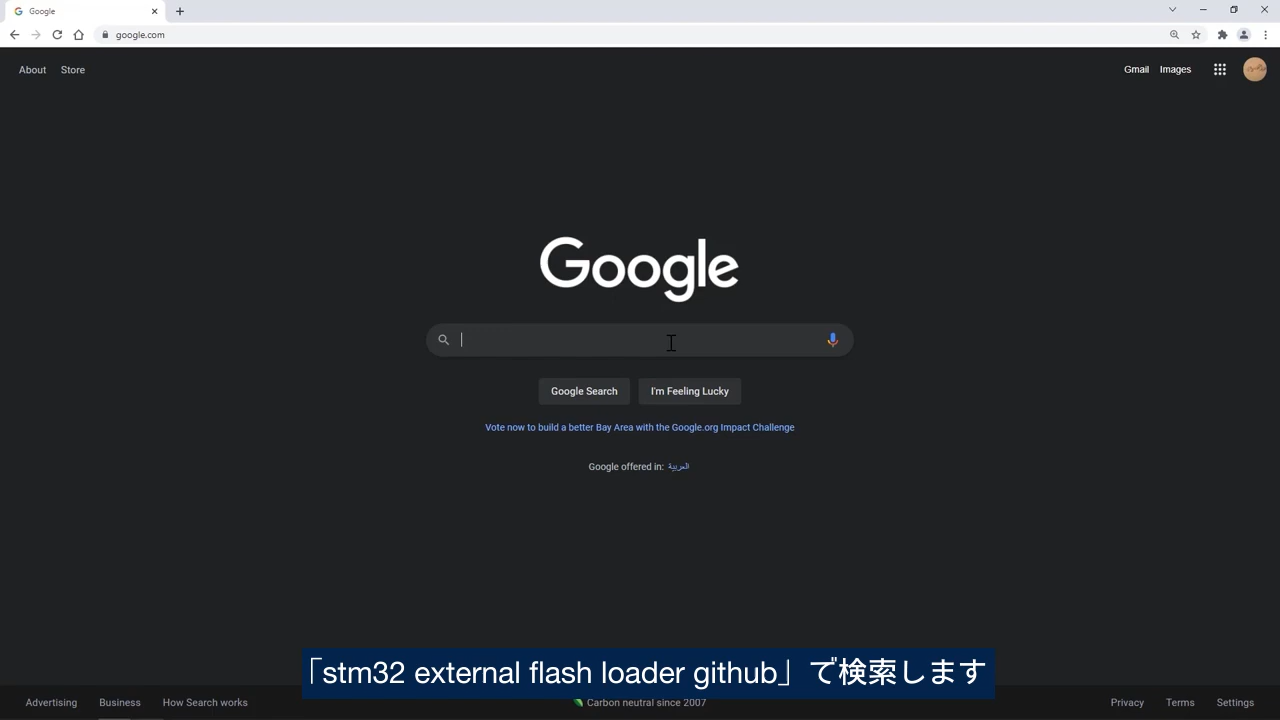 Google
google.com
About Store
Gmail Images
Google
Google Search I'm Feeling Lucky
Vote now to build a better Bay Area with the Google.org Impact Challenge
Google offered in: العربية
「stm32 external flash loader github」で検索します
Advertising Business How Search works
Carbon neutral since 2007
Privacy Terms Settings